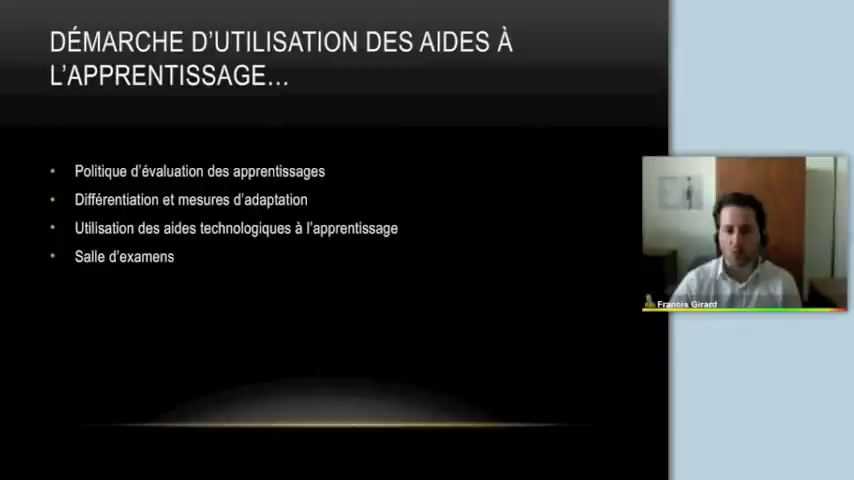 DÉMARCHE D'UTILISATION DES AIDES À
L'APPRENTISSAGE...
• Politique d'évaluation des apprentissages
• Différentiation et mesures d'adaptation
• Utilisation des aides technologiques à l'apprentissage
• Salle d'examens
Francis Girard